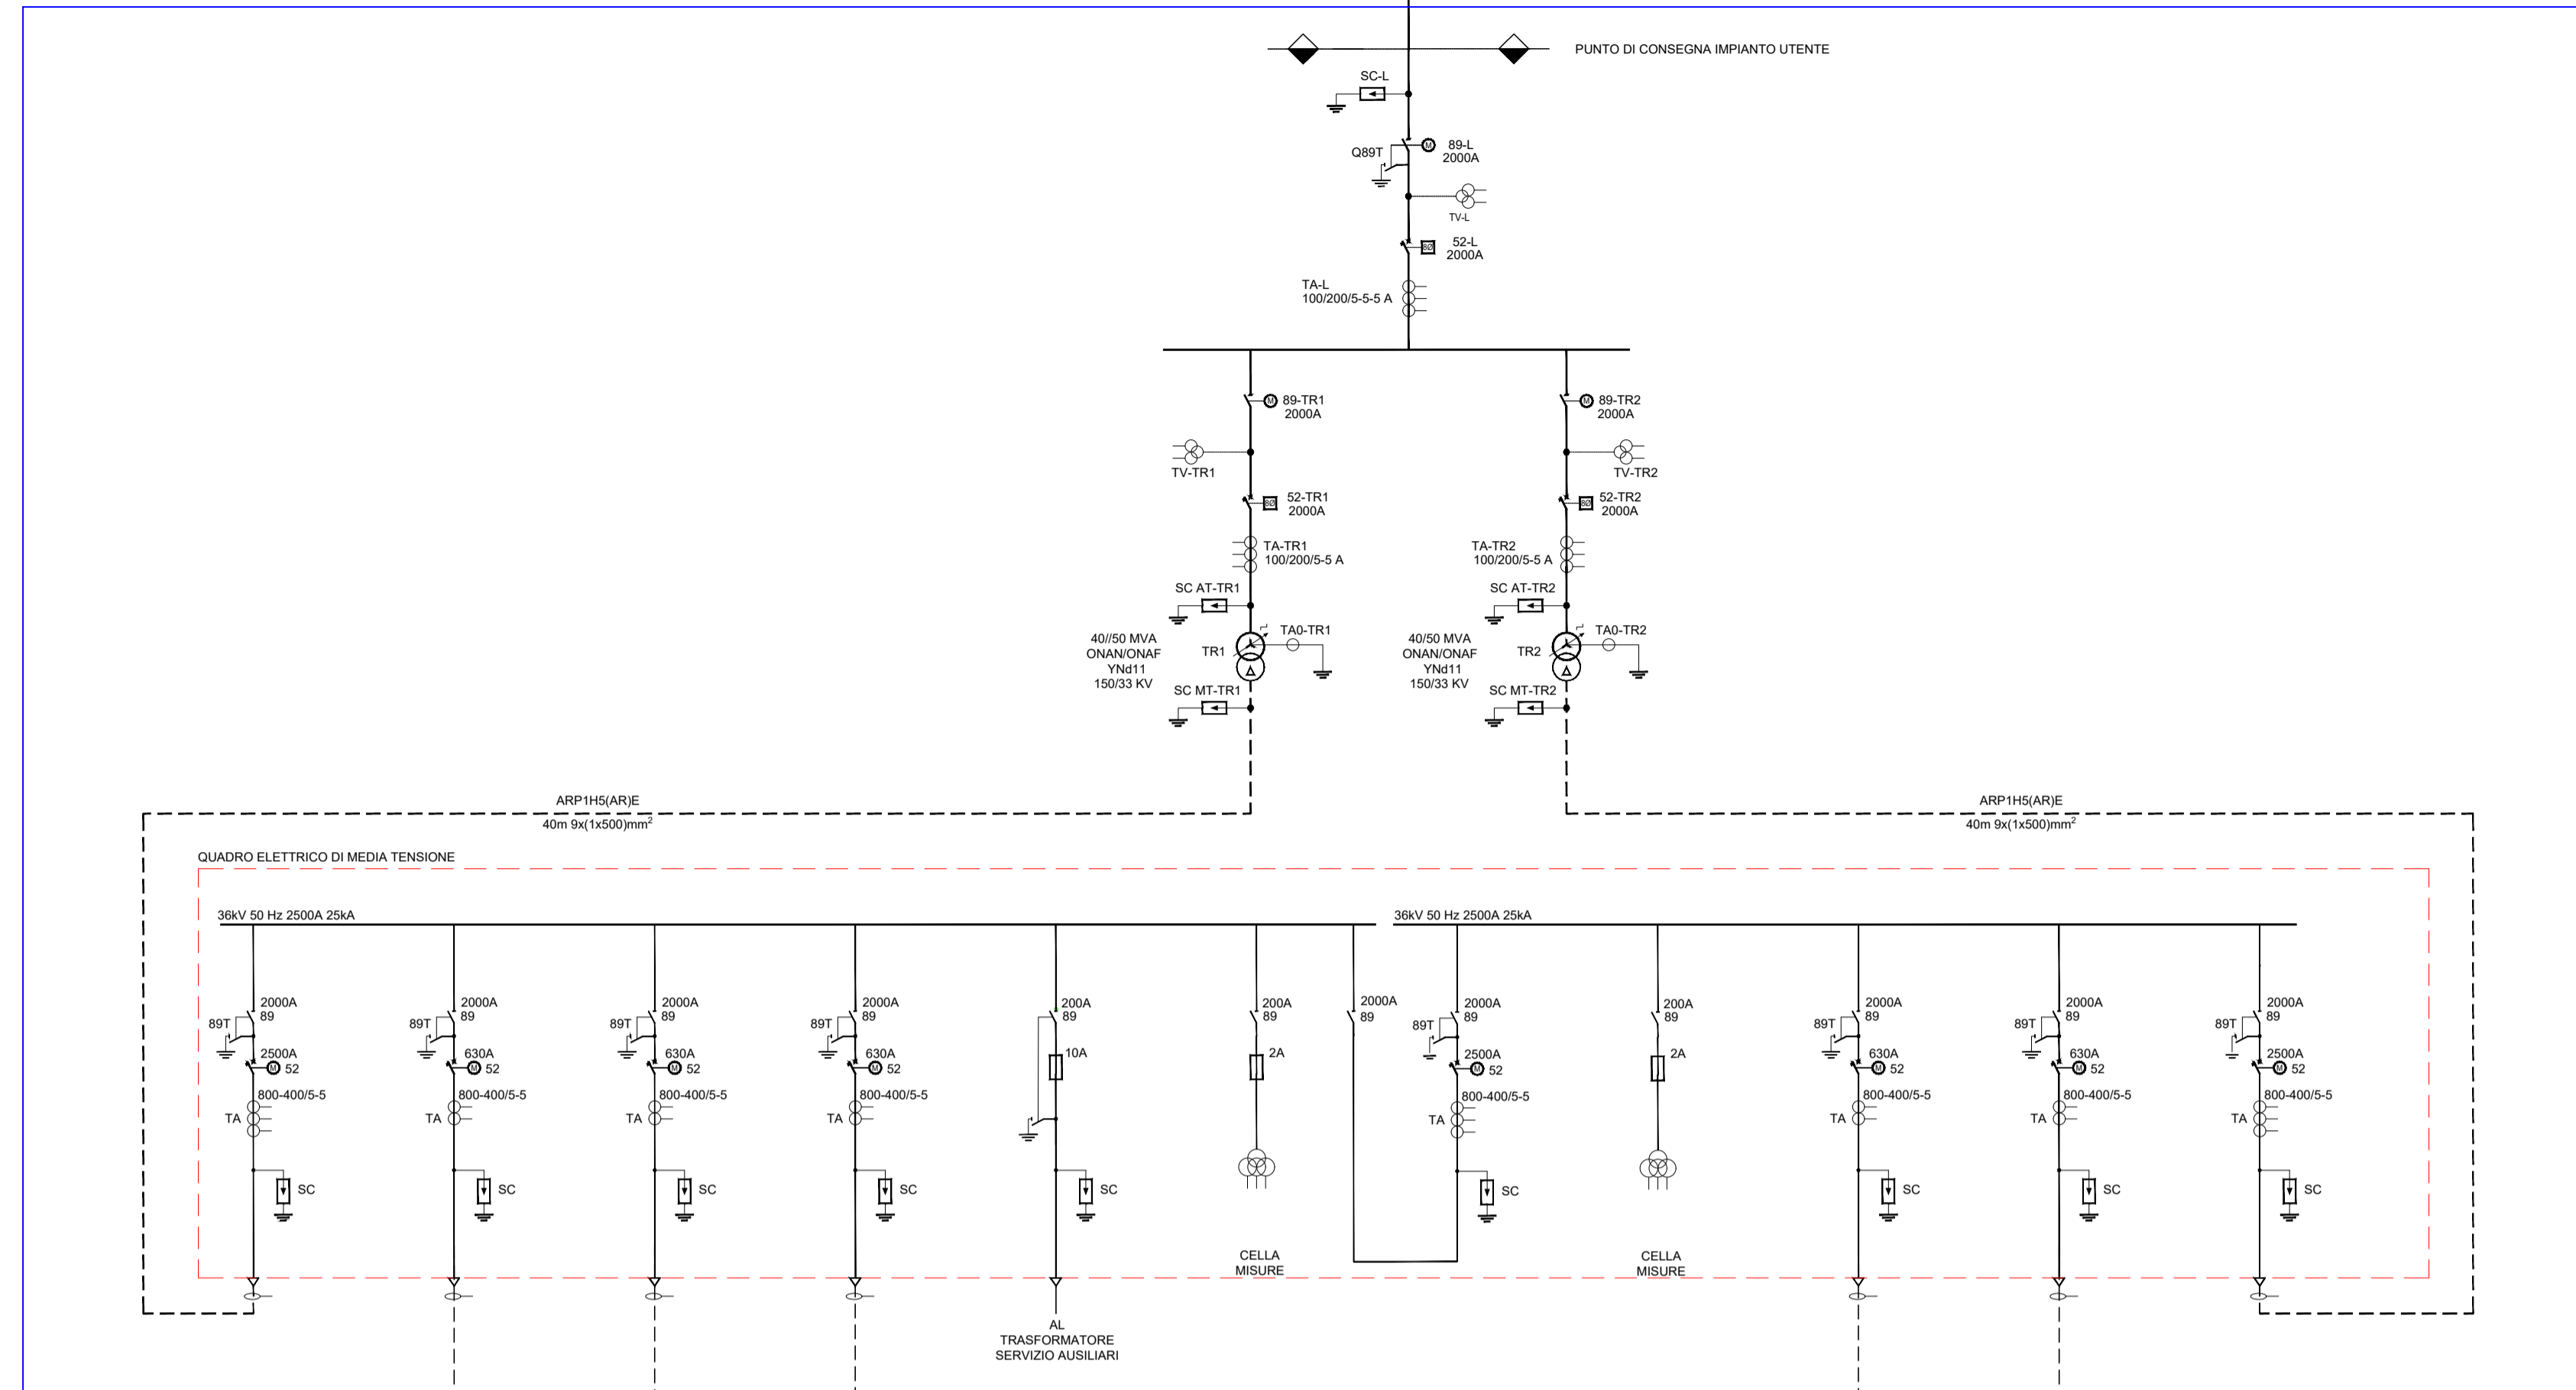 PUNTO DI CONSEGNA IMPIANTO UTENTE
SC-L
Q89T
M
89-L
2000A
TV-L
52-L
2000A
TA-L
100/200/5-5-5 A
M
89-TR1
2000A
M
89-TR2
2000A
TV-TR1
TV-TR2
52-TR1
2000A
52-TR2
2000A
TA-TR1
100/200/5-5 A
TA-TR2
100/200/5-5 A
SC AT-TR1
SC AT-TR2
40//50 MVA
ONAN/ONAF
YNd11
150/33 KV
TR1
TA0-TR1
40/50 MVA
ONAN/ONAF
YNd11
150/33 KV
TR2
TA0-TR2
SC MT-TR1
SC MT-TR2
ARP1H5(AR)E
40m 9x(1x500)mm²
ARP1H5(AR)E
40m 9x(1x500)mm²
QUADRO ELETTRICO DI MEDIA TENSIONE
36kV 50 Hz 2500A 25kA
36kV 50 Hz 2500A 25kA
2000A
89
89T
2500A
M
52
800-400/5-5
TA
SC
2000A
89
89T
630A
M
52
800-400/5-5
TA
SC
2000A
89
89T
630A
M
52
800-400/5-5
TA
SC
2000A
89
89T
630A
M
52
800-400/5-5
TA
SC
200A
89
10A
SC
AL
TRASFORMATORE
SERVIZIO AUSILIARI
200A
89
2A
CELLA
MISURE
2000A
89
2000A
89
89T
2500A
M
52
800-400/5-5
TA
SC
200A
89
2A
CELLA
MISURE
2000A
89
89T
630A
M
52
800-400/5-5
TA
SC
2000A
89
89T
630A
M
52
800-400/5-5
TA
SC
2000A
89
89T
2500A
M
52
800-400/5-5
TA
SC